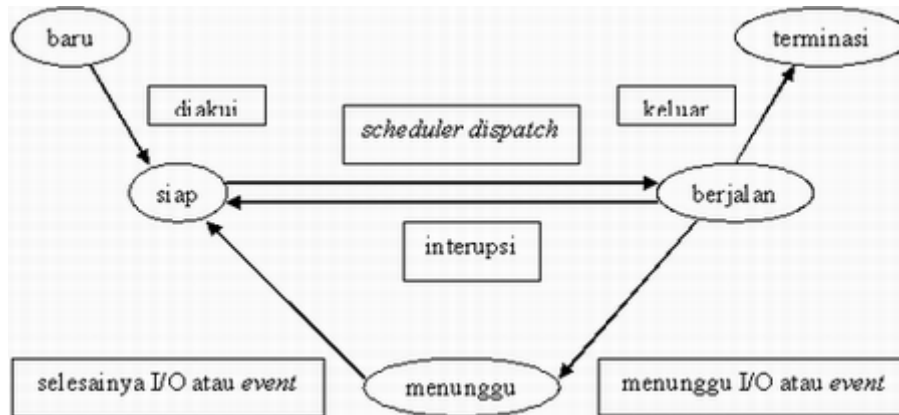 baru
terminasi
diakui
scheduler dispatch
keluar
siap
berjalan
interupsi
selesainya I/O atau event
menunggu
menunggu I/O atau event